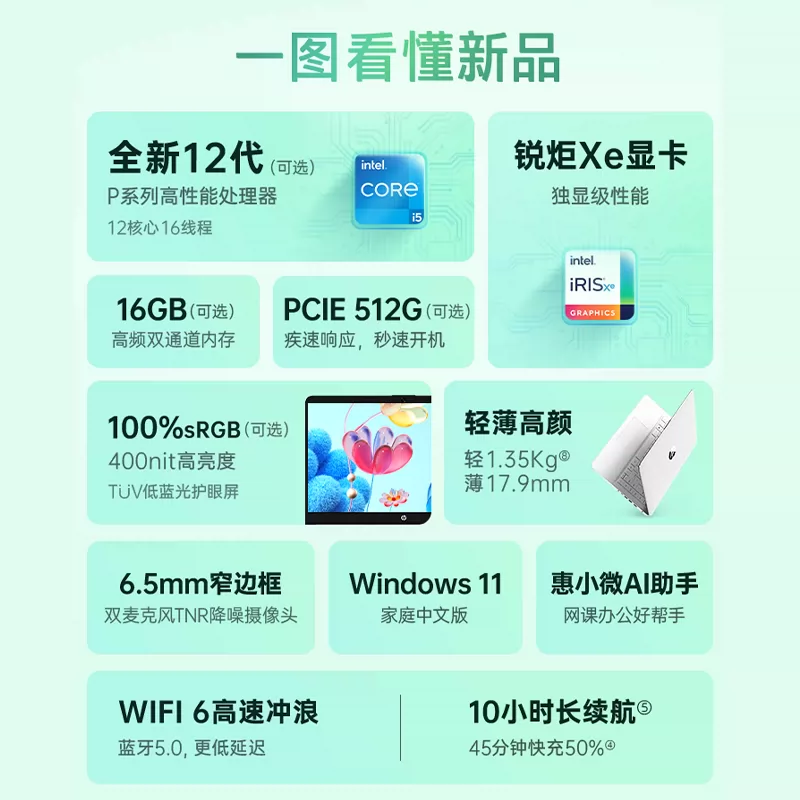 一图看懂新品
全新12代(可选)
P系列高性能处理器
12核心16线程
intel.
CORE
i5
锐炬Xe显卡
独显级性能
intel.
iRISxe
GRAPHICS
16GB(可选)
高频双通道内存
PCIE 512G(可选)
疾速响应，秒速开机
100%sRGB(可选)
400nit高亮度
TÜV低蓝光护眼屏
轻薄高颜
轻1.35Kg⑧
薄17.9mm
6.5mm窄边框
双麦克风TNR降噪摄像头
Windows 11
家庭中文版
惠小微AI助手
网课办公好帮手
WIFI 6高速冲浪
蓝牙5.0, 更低延迟
10小时长续航⑤
45分钟快充50%④